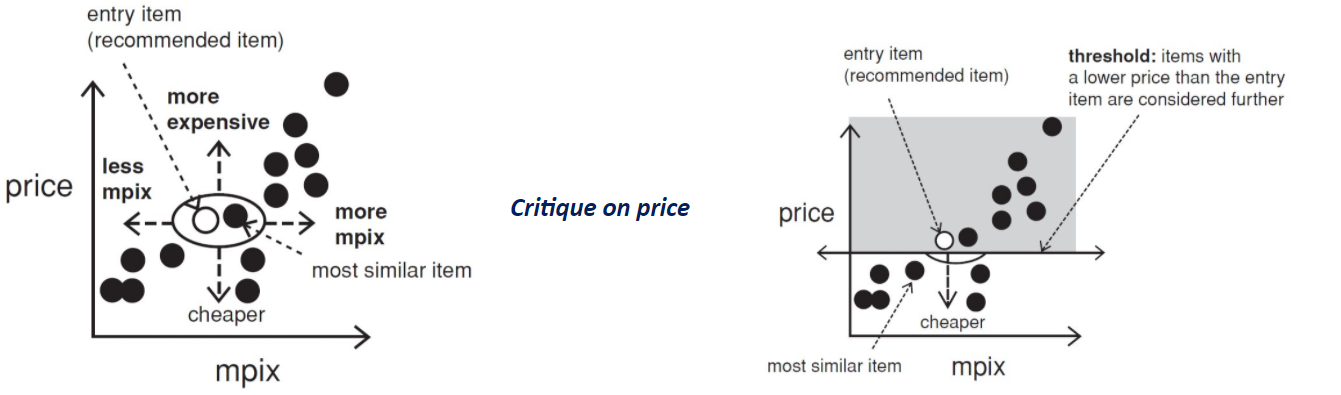 entry item
(recommended item)
more
expensive
less
mpix
price
more
mpix
most similar item
cheaper
mpix
Critique on price
entry item
(recommended item)
threshold: items with
a lower price than the entry
item are considered further
price
cheaper
most similar item
mpix